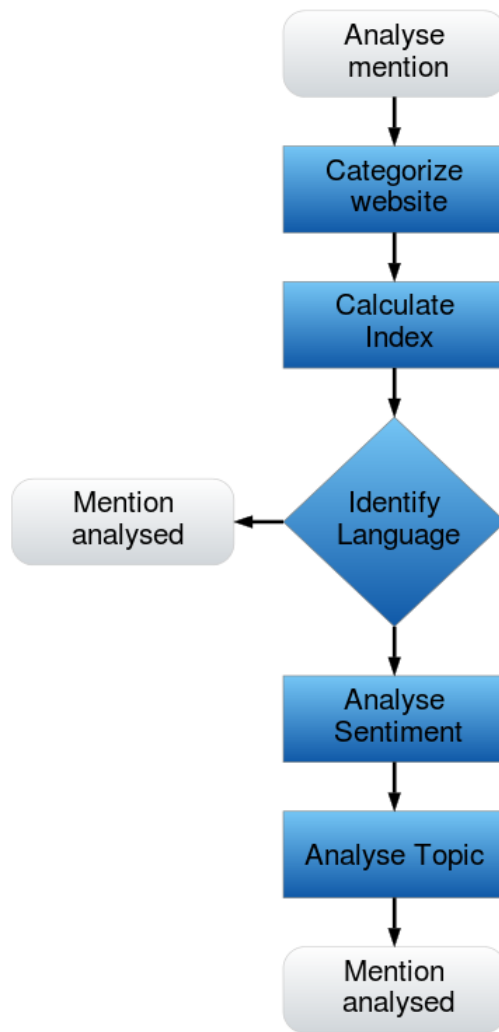 Analyse
mention
Categorize
website
Calculate
Index
Identify
Language
Mention
analysed
Analyse
Sentiment
Analyse Topic
Mention
analysed